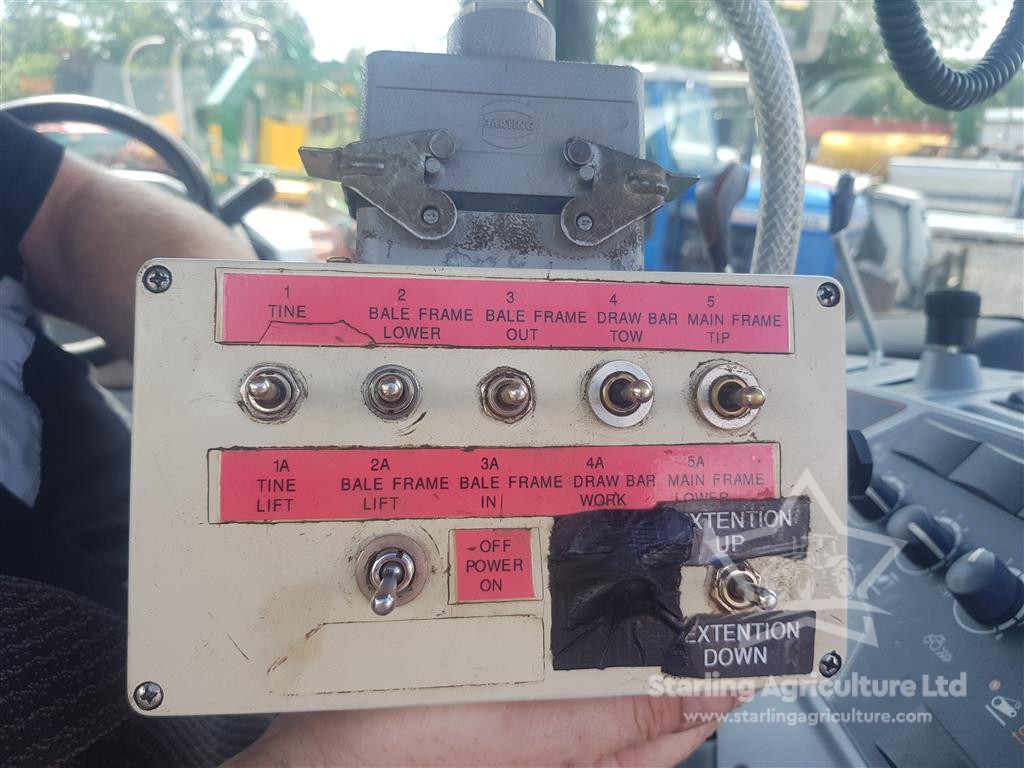 HARTING
1 2 3 4 5
TINE BALE FRAME BALE FRAME DRAW BAR MAIN FRAME
LOWER OUT TOW TIP
1A 2A 3A 4A 5A
TINE BALE FRAME BALE FRAME DRAW BAR MAIN FRAME
LIFT LIFT IN WORK LOWER
OFF
POWER
ON
EXTENTION
UP
EXTENTION
DOWN
Starling Agriculture Ltd
www.starlingagriculture.com